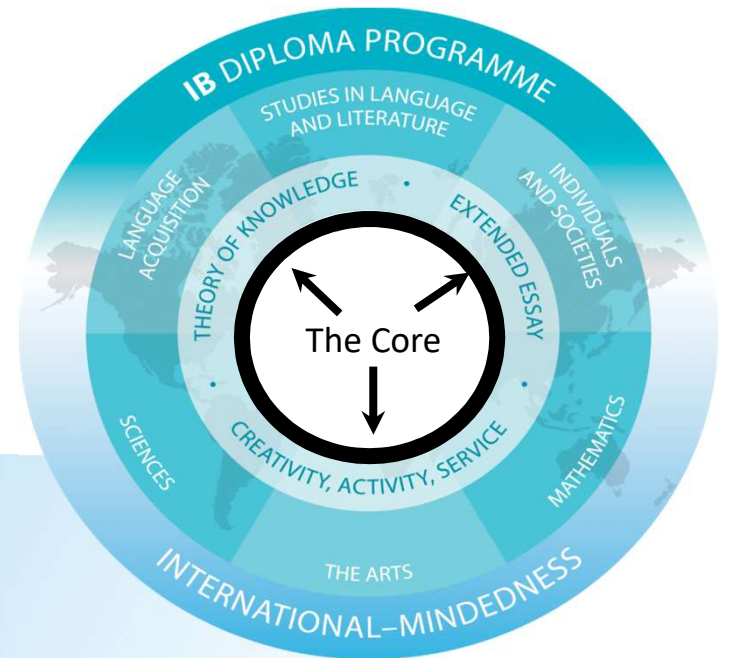 IB DIPLOMA PROGRAMME
STUDIES IN LANGUAGE
AND LITERATURE
LANGUAGE
ACQUISITION
INDIVIDUALS
AND SOCIETIES
THEORY OF KNOWLEDGE
•
EXTENDED ESSAY
•
•
The Core
CREATIVITY, ACTIVITY, SERVICE
SCIENCES
MATHEMATICS
THE ARTS
INTERNATIONAL–MINDEDNESS